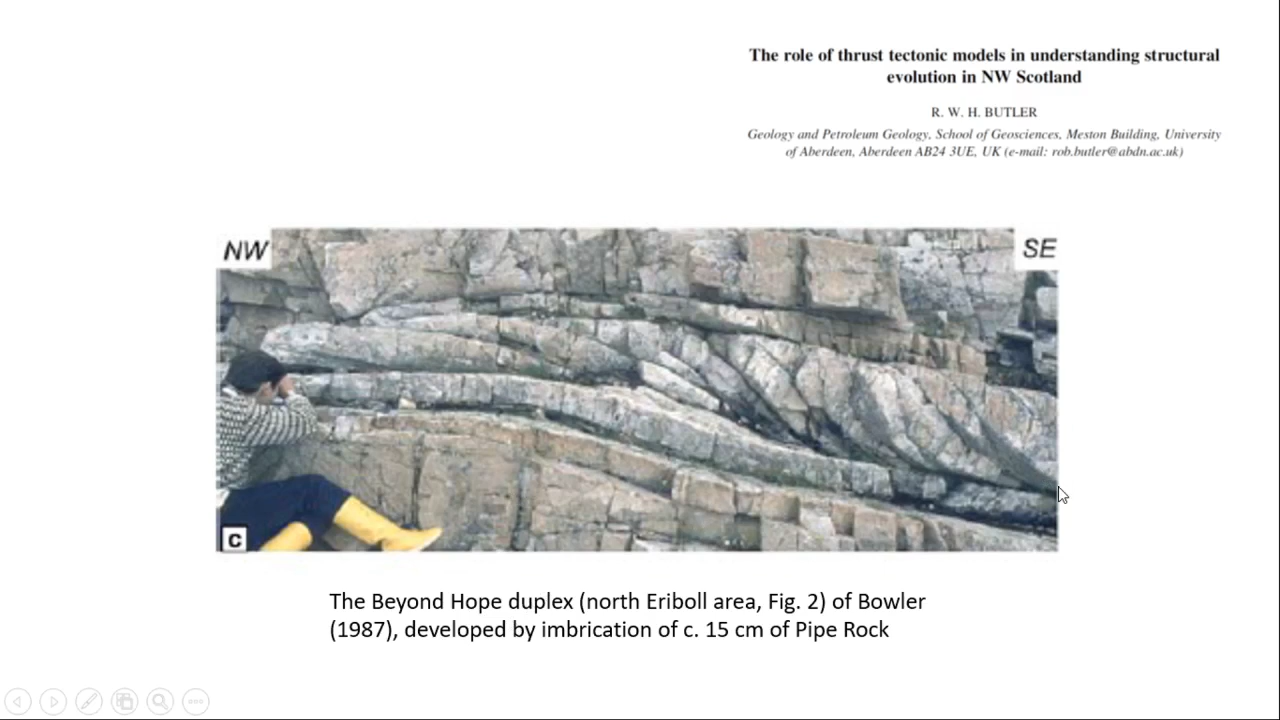 The role of thrust tectonic models in understanding structural
evolution in NW Scotland
R. W. H. BUTLER
Geology and Petroleum Geology, School of Geosciences, Meston Building, University
of Aberdeen, Aberdeen AB24 3UE, UK (e-mail: rob.butler@abdn.ac.uk)
NW
SE
c
The Beyond Hope duplex (north Eriboll area, Fig. 2) of Bowler
(1987), developed by imbrication of c. 15 cm of Pipe Rock